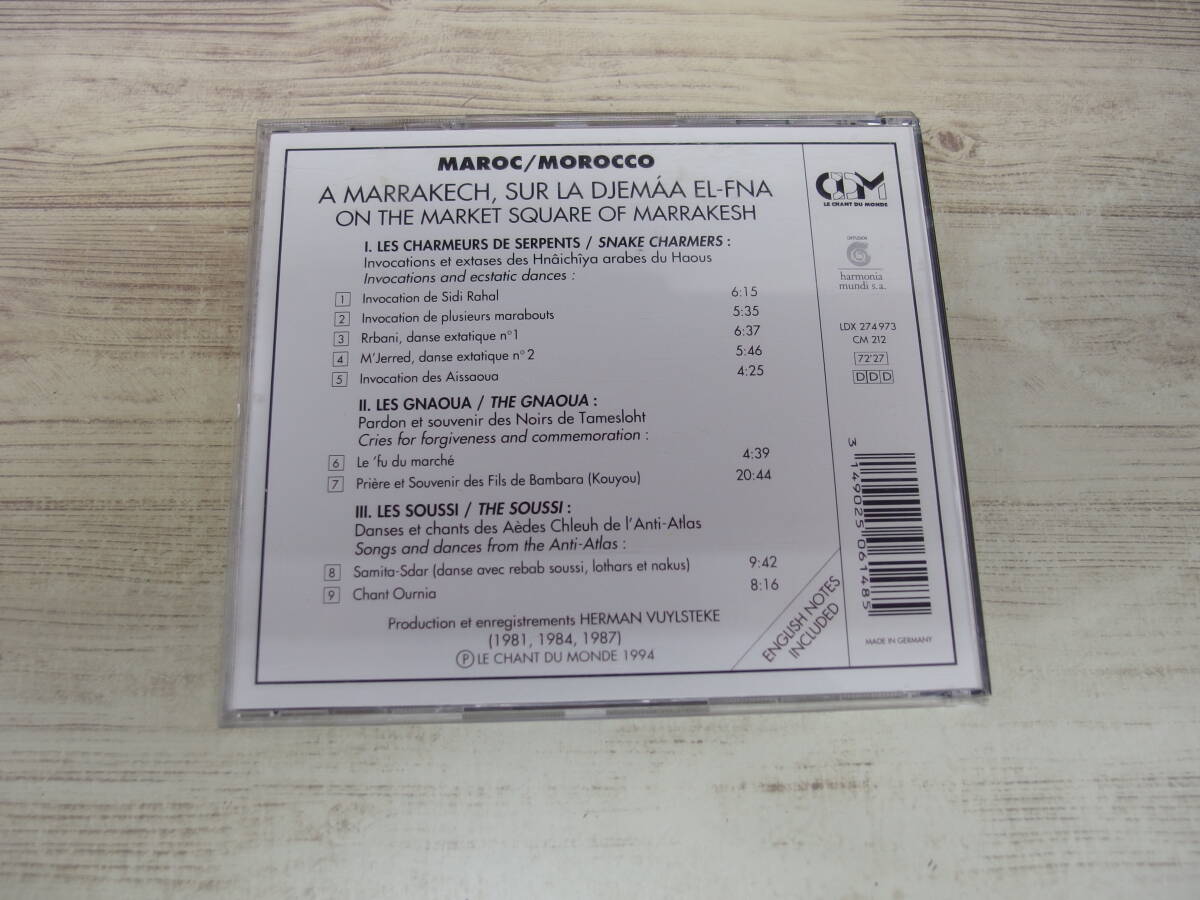 MAROC/MOROCCO
A MARRAKECH, SUR LA DJEMÁA EL-FNA
ON THE MARKET SQUARE OF MARRAKESH
I. LES CHARMEURS DE SERPENTS / SNAKE CHARMERS :
Invocations et extases des Hnâichîya arabes du Haous
Invocations and ecstatic dances :
1 Invocation de Sidi Rahal 6:15
2 Invocation de plusieurs marabouts 5:35
3 Rrbani, danse extatique n°1 6:37
4 M'Jerred, danse extatique n°2 5:46
5 Invocation des Aissaoua 4:25
II. LES GNAOUA / THE GNAOUA :
Pardon et souvenir des Noirs de Tamesloht
Cries for forgiveness and commemoration :
6 Le 'fu du marché 4:39
7 Prière et Souvenir des Fils de Bambara (Kouyou) 20:44
III. LES SOUSSI / THE SOUSSI :
Danses et chants des Aèdes Chleuh de l'Anti-Atlas
Songs and dances from the Anti-Atlas :
8 Samita-Sdar (danse avec rebab soussi, lothars et nakus) 9:42
9 Chant Ournia 8:16
Production et enregistrements HERMAN VUYLSTEKE
(1981, 1984, 1987)
Ⓟ LE CHANT DU MONDE 1994
ENGLISH NOTES
INCLUDED
CDM
LE CHANT DU MONDE
DIFFUSION
harmonia
mundi s.a.
LDX 274973
CM 212
72'27
DDD
3 149025 061485
MADE IN GERMANY